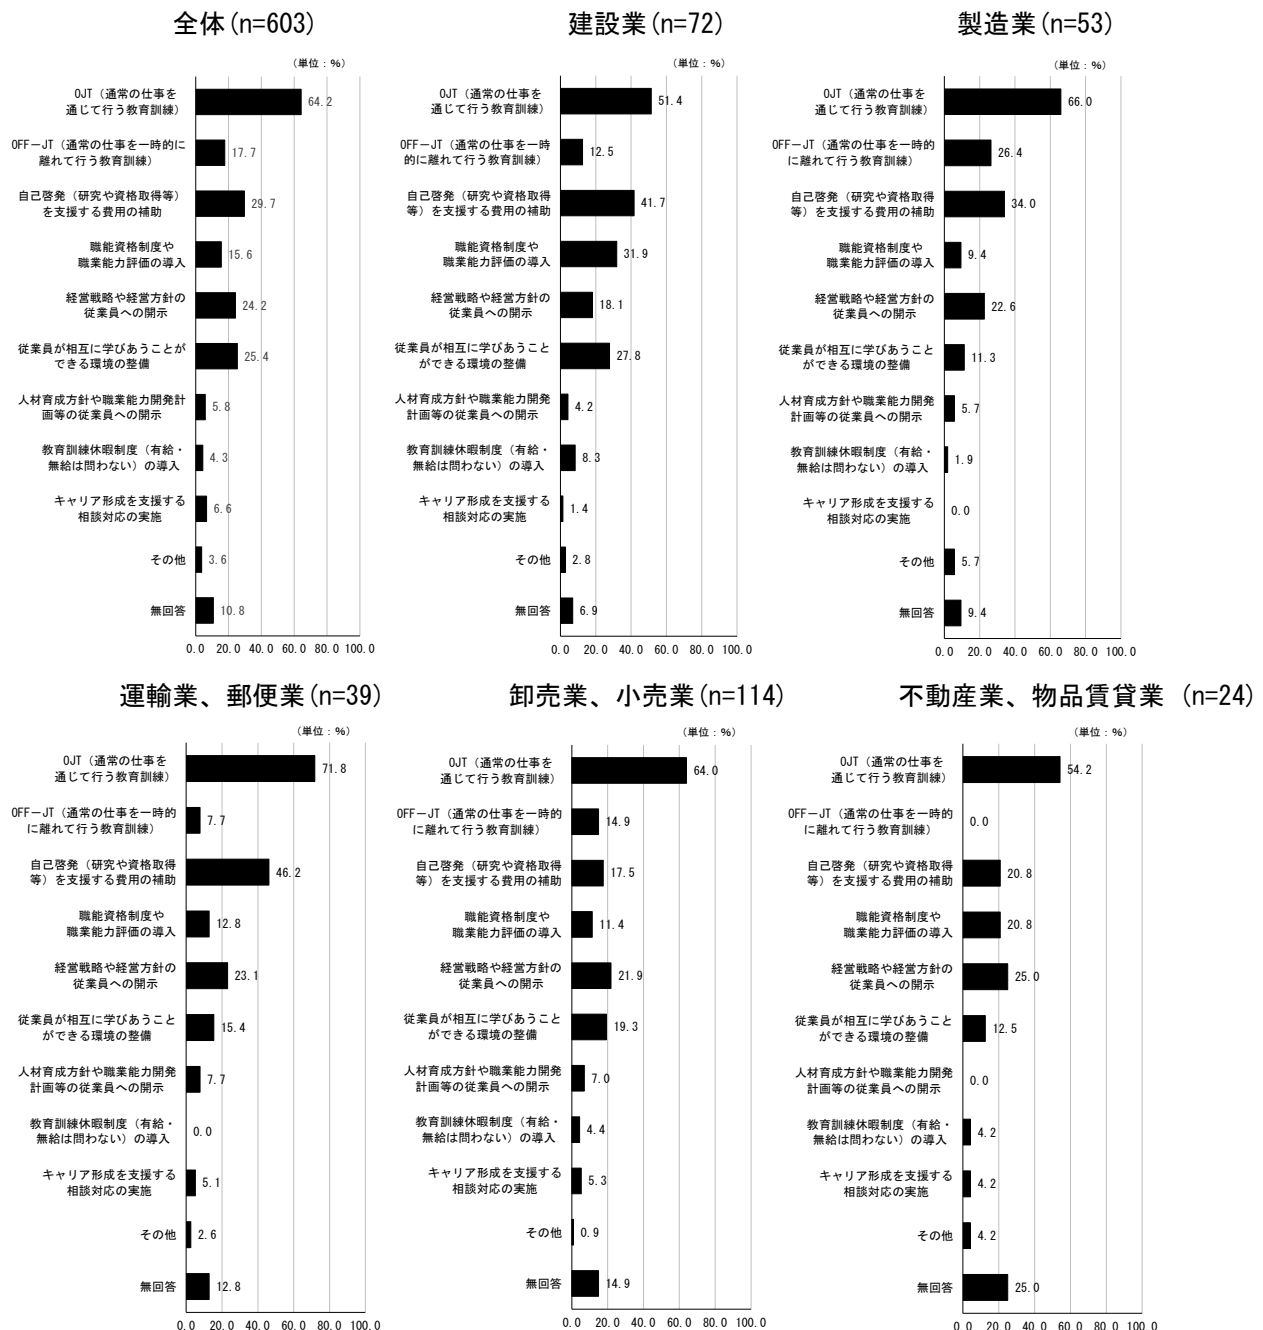 全体(n=603)
(単位:%)
OJT(通常の仕事を
通じて行う教育訓練)
64.2
OFF-JT(通常の仕事を一時的に
離れて行う教育訓練)
17.7
自己啓発(研究や資格取得等)
を支援する費用の補助
29.7
職能資格制度や
職業能力評価の導入
15.6
経営戦略や経営方針の
従業員への開示
24.2
従業員が相互に学びあうことが
できる環境の整備
25.4
人材育成方針や職業能力開発計
画等の従業員への開示
5.8
教育訓練休暇制度(有給・
無給は問わない)の導入
4.3
キャリア形成を支援する
相談対応の実施
6.6
その他
3.6
無回答
10.8
0.0 20.0 40.0 60.0 80.0 100.0
建設業(n=72)
(単位:%)
OJT(通常の仕事を
通じて行う教育訓練)
51.4
OFF-JT(通常の仕事を一時
的に離れて行う教育訓練)
12.5
自己啓発(研究や資格取得
等)を支援する費用の補助
41.7
職能資格制度や
職業能力評価の導入
31.9
経営戦略や経営方針の
従業員への開示
18.1
従業員が相互に学びあうこと
ができる環境の整備
27.8
人材育成方針や職業能力開発
計画等の従業員への開示
4.2
教育訓練休暇制度(有給・
無給は問わない)の導入
8.3
キャリア形成を支援する
相談対応の実施
1.4
その他
2.8
無回答
6.9
0.0 20.0 40.0 60.0 80.0 100.0
製造業(n=53)
(単位:%)
OJT(通常の仕事を
通じて行う教育訓練)
66.0
OFF-JT(通常の仕事を一時的
に離れて行う教育訓練)
26.4
自己啓発(研究や資格取得
等)を支援する費用の補助
34.0
職能資格制度や
職業能力評価の導入
9.4
経営戦略や経営方針の
従業員への開示
22.6
従業員が相互に学びあうこと
ができる環境の整備
11.3
人材育成方針や職業能力開発
計画等の従業員への開示
5.7
教育訓練休暇制度(有給・
無給は問わない)の導入
1.9
キャリア形成を支援する
相談対応の実施
0.0
その他
5.7
無回答
9.4
0.0 20.0 40.0 60.0 80.0 100.0
運輸業、郵便業(n=39)
(単位:%)
OJT(通常の仕事を
通じて行う教育訓練)
71.8
OFF-JT(通常の仕事を一時的
に離れて行う教育訓練)
7.7
自己啓発(研究や資格取得
等)を支援する費用の補助
46.2
職能資格制度や
職業能力評価の導入
12.8
経営戦略や経営方針の
従業員への開示
23.1
従業員が相互に学びあうこと
ができる環境の整備
15.4
人材育成方針や職業能力開発
計画等の従業員への開示
7.7
教育訓練休暇制度(有給・
無給は問わない)の導入
0.0
キャリア形成を支援する
相談対応の実施
5.1
その他
2.6
無回答
12.8
0.0 20.0 40.0 60.0 80.0 100.0
卸売業、小売業(n=114)
(単位:%)
OJT(通常の仕事を
通じて行う教育訓練)
64.0
OFF-JT(通常の仕事を一時的
に離れて行う教育訓練)
14.9
自己啓発(研究や資格取得
等)を支援する費用の補助
17.5
職能資格制度や
職業能力評価の導入
11.4
経営戦略や経営方針の
従業員への開示
21.9
従業員が相互に学びあうこと
ができる環境の整備
19.3
人材育成方針や職業能力開発
計画等の従業員への開示
7.0
教育訓練休暇制度(有給・
無給は問わない)の導入
4.4
キャリア形成を支援する
相談対応の実施
5.3
その他
0.9
無回答
14.9
0.0 20.0 40.0 60.0 80.0 100.0
不動産業、物品賃貸業 (n=24)
(単位:%)
OJT(通常の仕事を
通じて行う教育訓練)
54.2
OFF-JT(通常の仕事を一時的
に離れて行う教育訓練)
0.0
自己啓発(研究や資格取得
等)を支援する費用の補助
20.8
職能資格制度や
職業能力評価の導入
20.8
経営戦略や経営方針の
従業員への開示
25.0
従業員が相互に学びあうこと
ができる環境の整備
12.5
人材育成方針や職業能力開発
計画等の従業員への開示
0.0
教育訓練休暇制度(有給・
無給は問わない)の導入
4.2
キャリア形成を支援する
相談対応の実施
4.2
その他
4.2
無回答
25.0
0.0 20.0 40.0 60.0 80.0 100.0